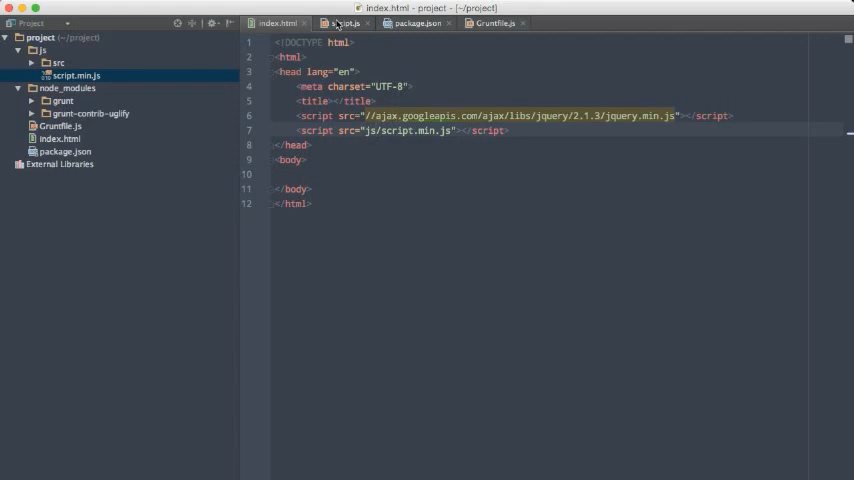 index.html - project - [~/project]
Project
index.html
script.js
package.json
Gruntfile.js
project (~/project)
js
src
script.min.js
node_modules
grunt
grunt-contrib-uglify
Gruntfile.js
index.html
package.json
External Libraries
1 <!DOCTYPE html>
2 <html>
3 <head lang="en">
4 <meta charset="UTF-8">
5 <title></title>
6 <script src="//ajax.googleapis.com/ajax/libs/jquery/2.1.3/jquery.min.js"></script>
7 <script src="js/script.min.js"></script>
8 </head>
9 <body>
10
11 </body>
12 </html>